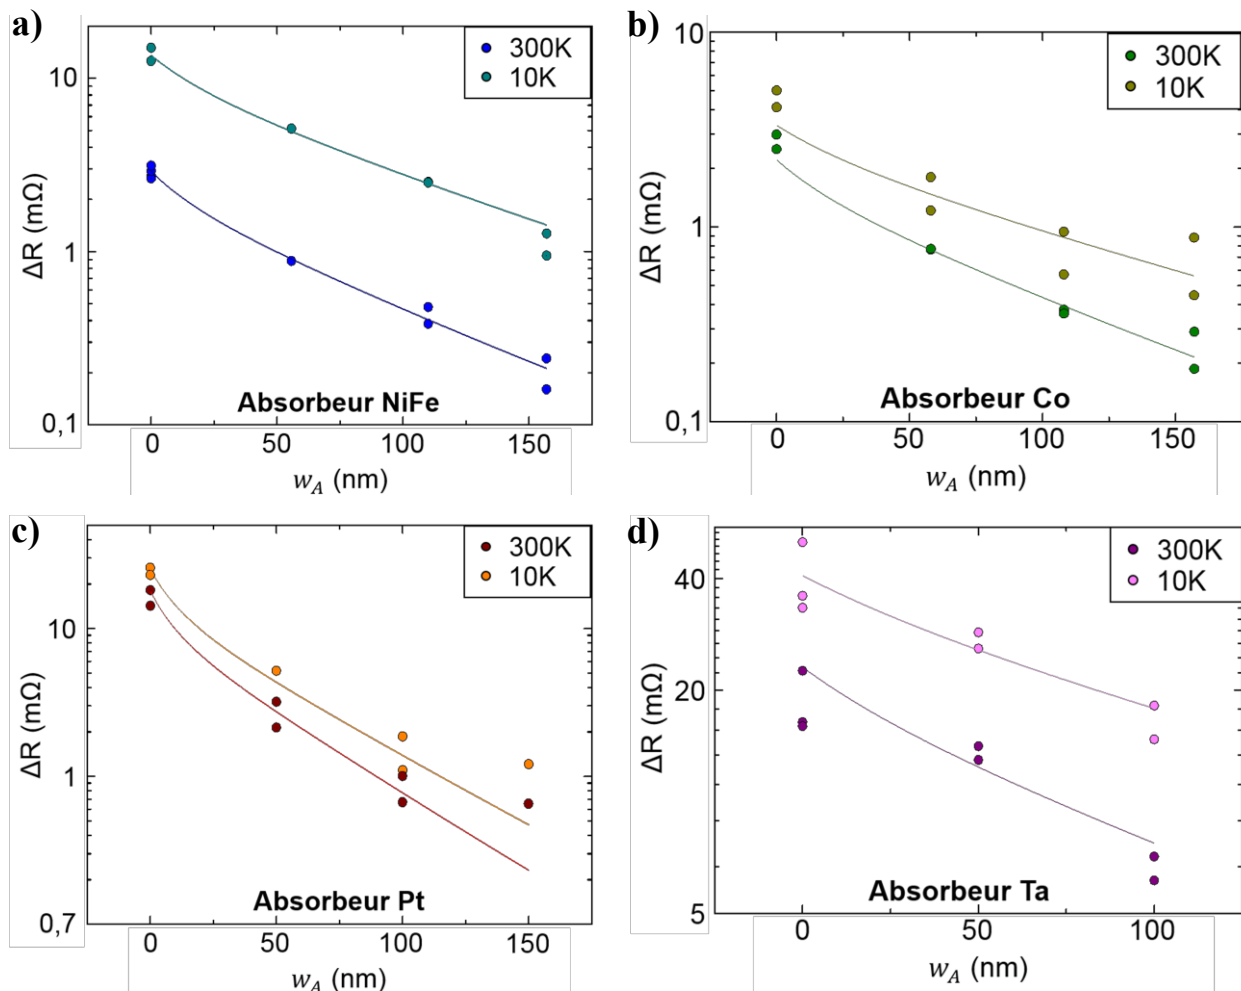 a)
300K
10K
10
1
0,1
ΔR (mΩ)
Absorbeur NiFe
0 50 100 150
w_A (nm)
b)
300K
10K
10
1
0,1
ΔR (mΩ)
Absorbeur Co
0 50 100 150
w_A (nm)
c)
300K
10K
10
1
0,7
ΔR (mΩ)
Absorbeur Pt
0 50 100 150
w_A (nm)
d)
300K
10K
40
20
5
ΔR (mΩ)
Absorbeur Ta
0 50 100
w_A (nm)